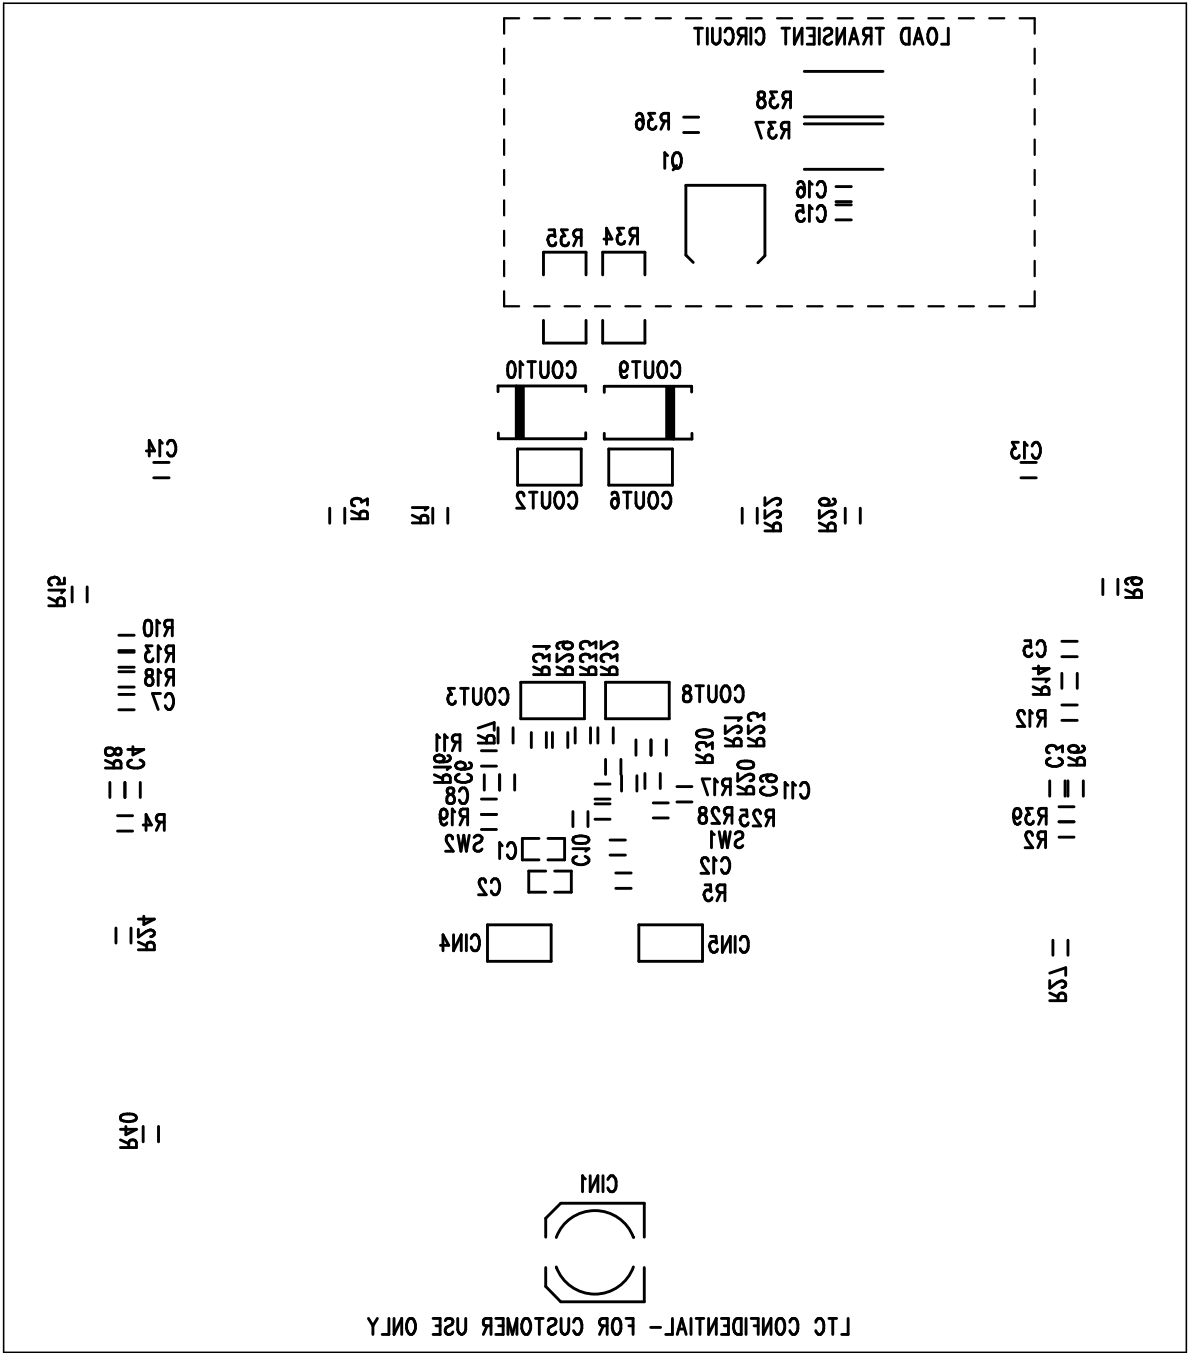 LOAD TRANSIENT CIRCUIT
R38
R36
R37
Q1
C16
C15
R35
R34
COUT10
COUT9
C14
C13
COUT2
COUT6
R3
R1
R22
R26
R15
R9
R10
R13
R18
C7
R31
R29
R33
R32
C5
R14
R12
COUT3
COUT8
R11
R7
R30
R21
R23
R8
C4
R16
C6
C8
R19
R17
R20
C9
C11
C3
R6
R4
R28
R25
R39
R2
SW2
C1
C10
SW1
C12
C2
R5
R24
CIN4
CIN5
R27
R40
CIN1
LTC CONFIDENTIAL- FOR CUSTOMER USE ONLY